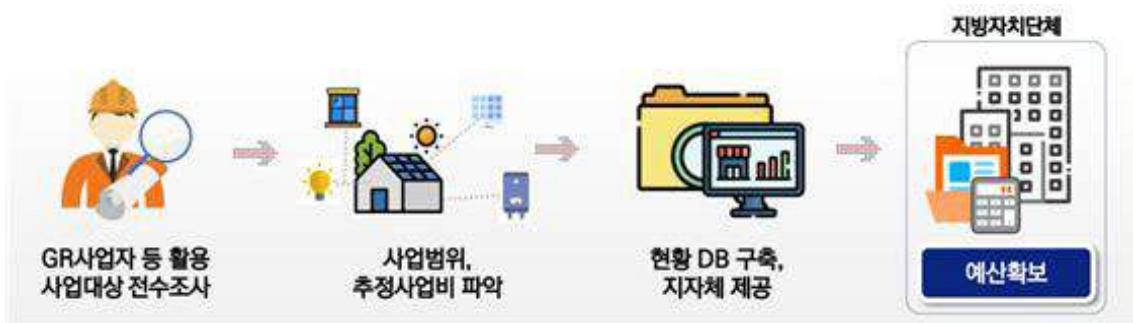 지방자치단체
GR사업자 등 활용
사업대상 전수조사
사업범위,
추정사업비 파악
현황 DB 구축,
지자체 제공
예산확보